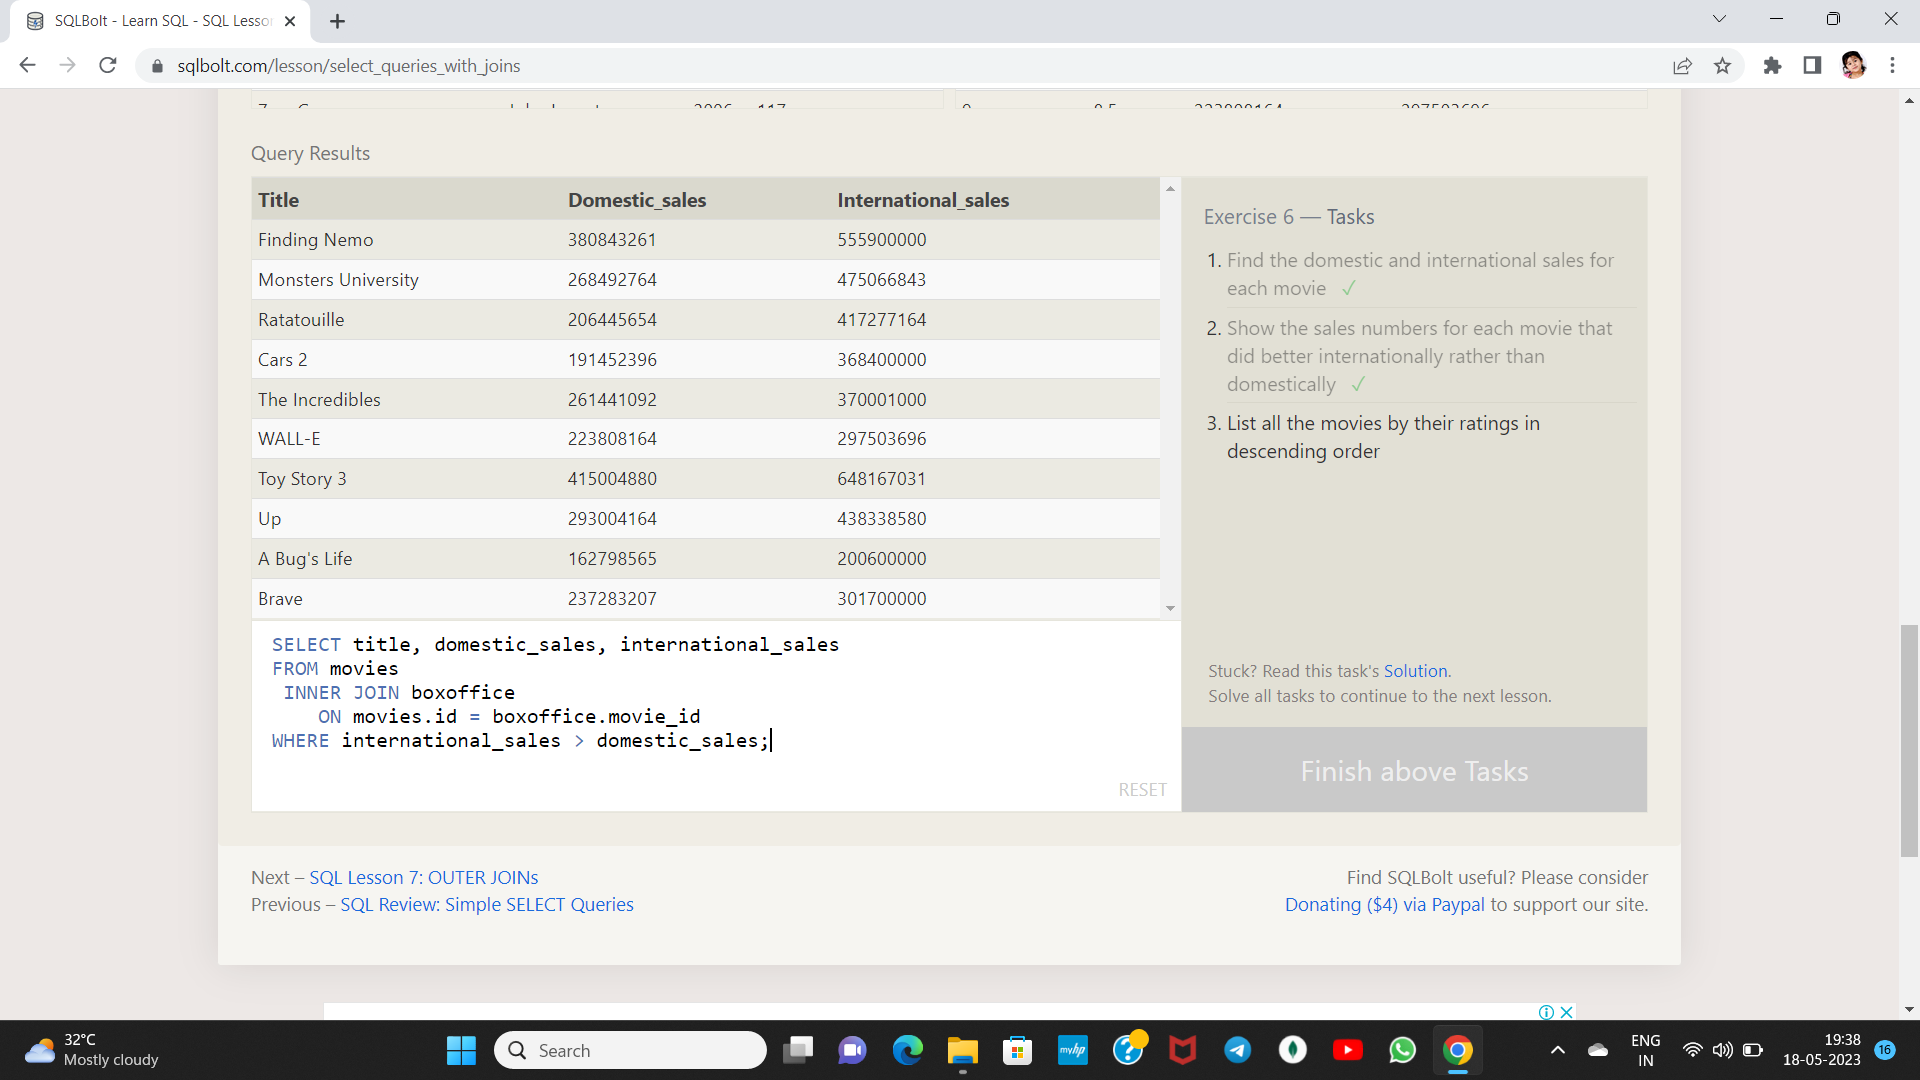 SQLBolt - Learn SQL - SQL Lesso
sqlbolt.com/lesson/select_queries_with_joins
Query Results
Title Domestic_sales International_sales
Finding Nemo 380843261 555900000
Monsters University 268492764 475066843
Ratatouille 206445654 417277164
Cars 2 191452396 368400000
The Incredibles 261441092 370001000
WALL-E 223808164 297503696
Toy Story 3 415004880 648167031
Up 293004164 438338580
A Bug's Life 162798565 200600000
Brave 237283207 301700000
Exercise 6 — Tasks
1. Find the domestic and international sales for
each movie ✓
2. Show the sales numbers for each movie that
did better internationally rather than
domestically ✓
3. List all the movies by their ratings in
descending order
Stuck? Read this task's Solution.
Solve all tasks to continue to the next lesson.
Finish above Tasks
SELECT title, domestic_sales, international_sales
FROM movies
INNER JOIN boxoffice
ON movies.id = boxoffice.movie_id
WHERE international_sales > domestic_sales;
RESET
Next – SQL Lesson 7: OUTER JOINs
Previous – SQL Review: Simple SELECT Queries
Find SQLBolt useful? Please consider
Donating ($4) via Paypal to support our site.
32°C
Mostly cloudy
Search
myhp
ENG
IN
19:38
18-05-2023
16